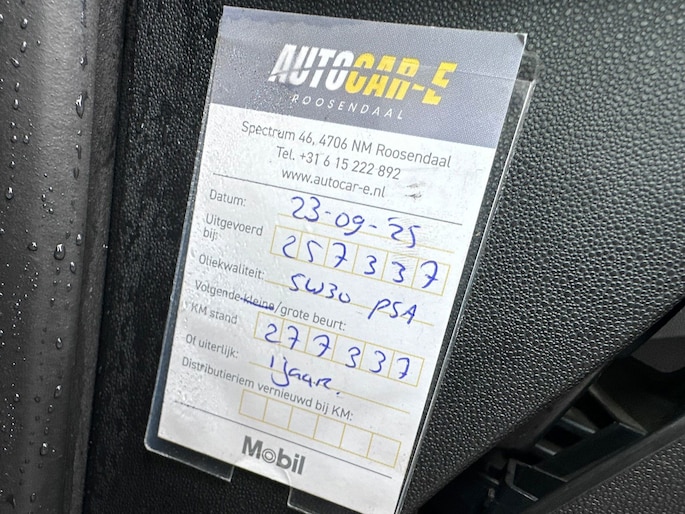 AUTOCAR-E
ROOSENDAAL
Spectrum 46, 4706 NM Roosendaal
Tel. +31 6 15 222 892
www.autocar-e.nl
Datum: 23-09-25
Uitgevoerd
bij: 257337
Oliekwaliteit: 5W30 PSA
Volgende kleine/grote beurt:
KM stand 277337
Of uiterlijk: 1jaar.
Distributieriem vernieuwd bij KM:
Mobil